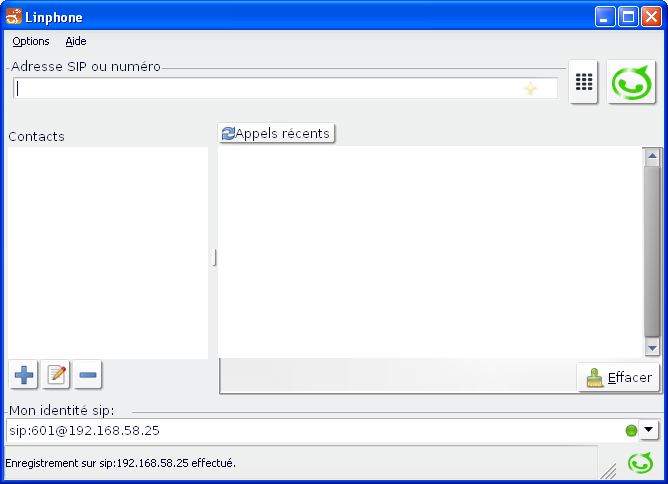 Linphone
Options Aide
Adresse SIP ou numéro
Contacts
Appels récents
Effacer
Mon identité sip:
sip:601@192.168.58.25
Enregistrement sur sip:192.168.58.25 effectué.